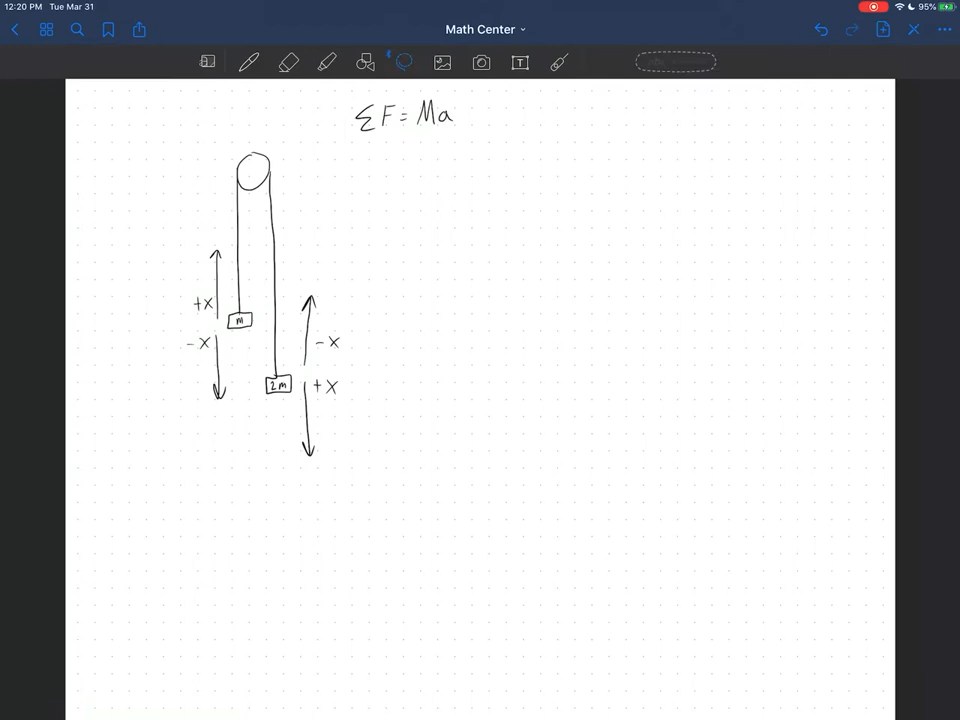 12:20 PM Tue Mar 31
95%
Math Center
T
ΣF = Ma
+x
m
-x
-x
2m
+x